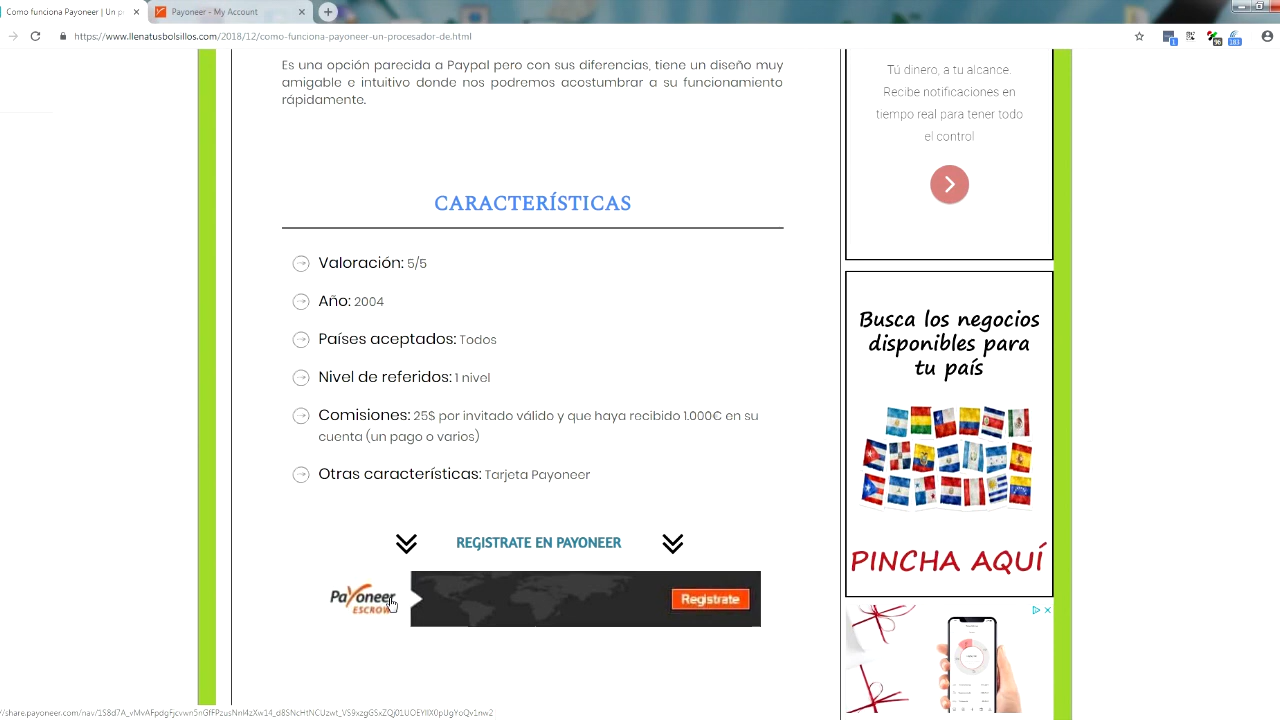 Como funciona Payoneer | Un p
Payoneer - My Account
https://www.llenatusbolsillos.com/2018/12/como-funciona-payoneer-un-procesador-de.html
Es una opción parecida a Paypal pero con sus diferencias, tiene un diseño muy
amigable e intuitivo donde nos podremos acostumbrar a su funcionamiento
rápidamente.
CARACTERÍSTICAS
Valoración: 5/5
Año: 2004
Países aceptados: Todos
Nivel de referidos: 1 nivel
Comisiones: 25$ por invitado válido y que haya recibido 1.000€ en su
cuenta (un pago o varios)
Otras características: Tarjeta Payoneer
REGISTRATE EN PAYONEER
Payoneer
ESCROW
Registrate
Tú dinero, a tu alcance.
Recibe notificaciones en
tiempo real para tener todo
el control
Busca los negocios
disponibles para
tu país
PINCHA AQUÍ